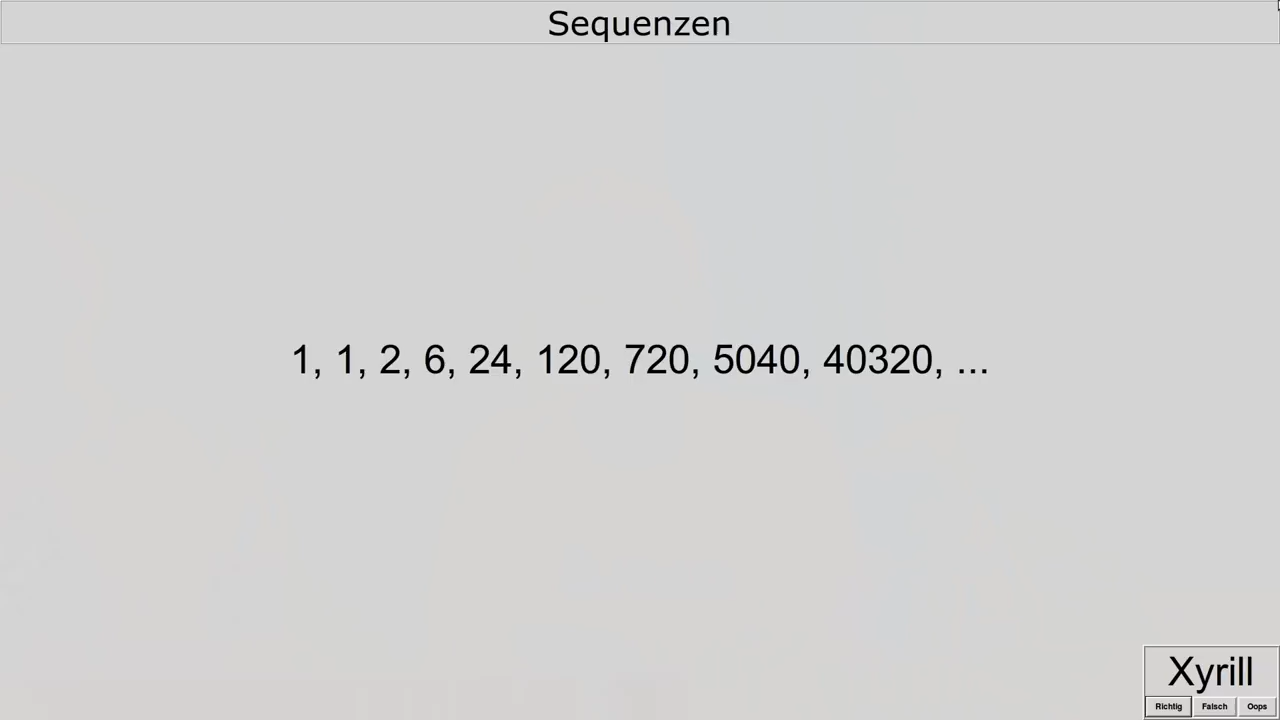 Sequenzen
1, 1, 2, 6, 24, 120, 720, 5040, 40320, ...
Xyrill
Richtig Falsch Oops